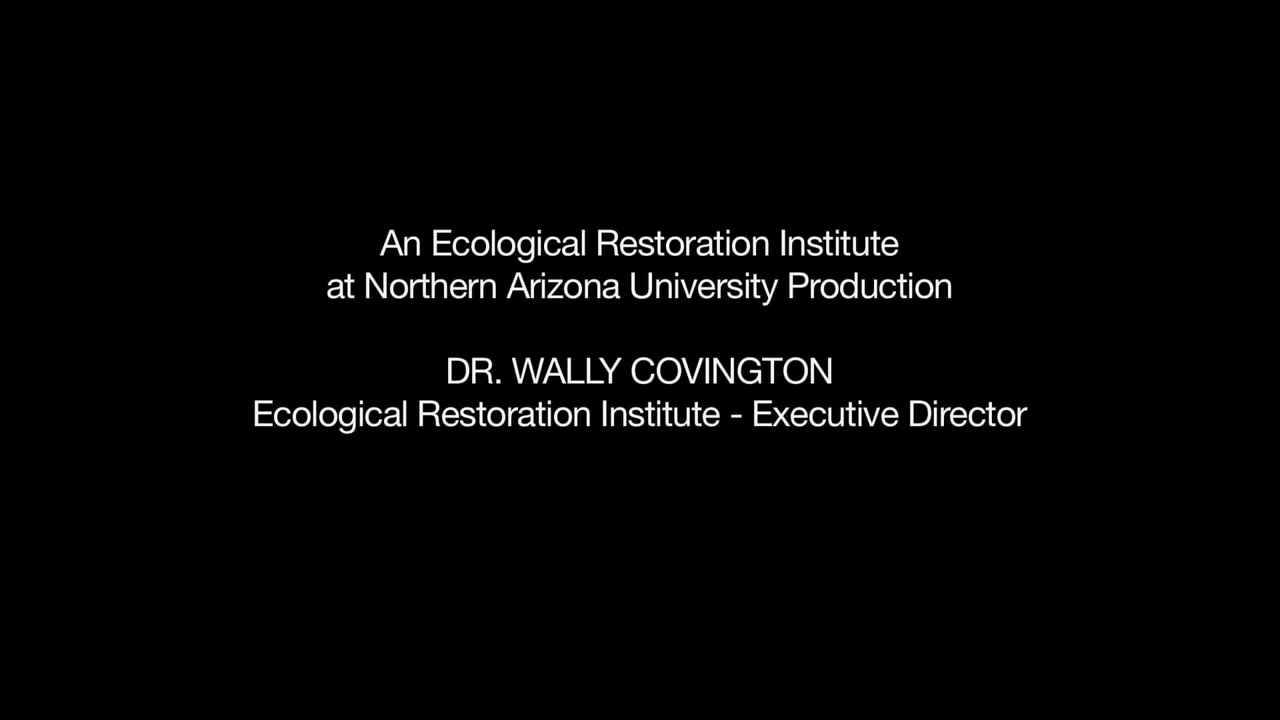 An Ecological Restoration Institute
at Northern Arizona University Production
DR. WALLY COVINGTON
Ecological Restoration Institute - Executive Director